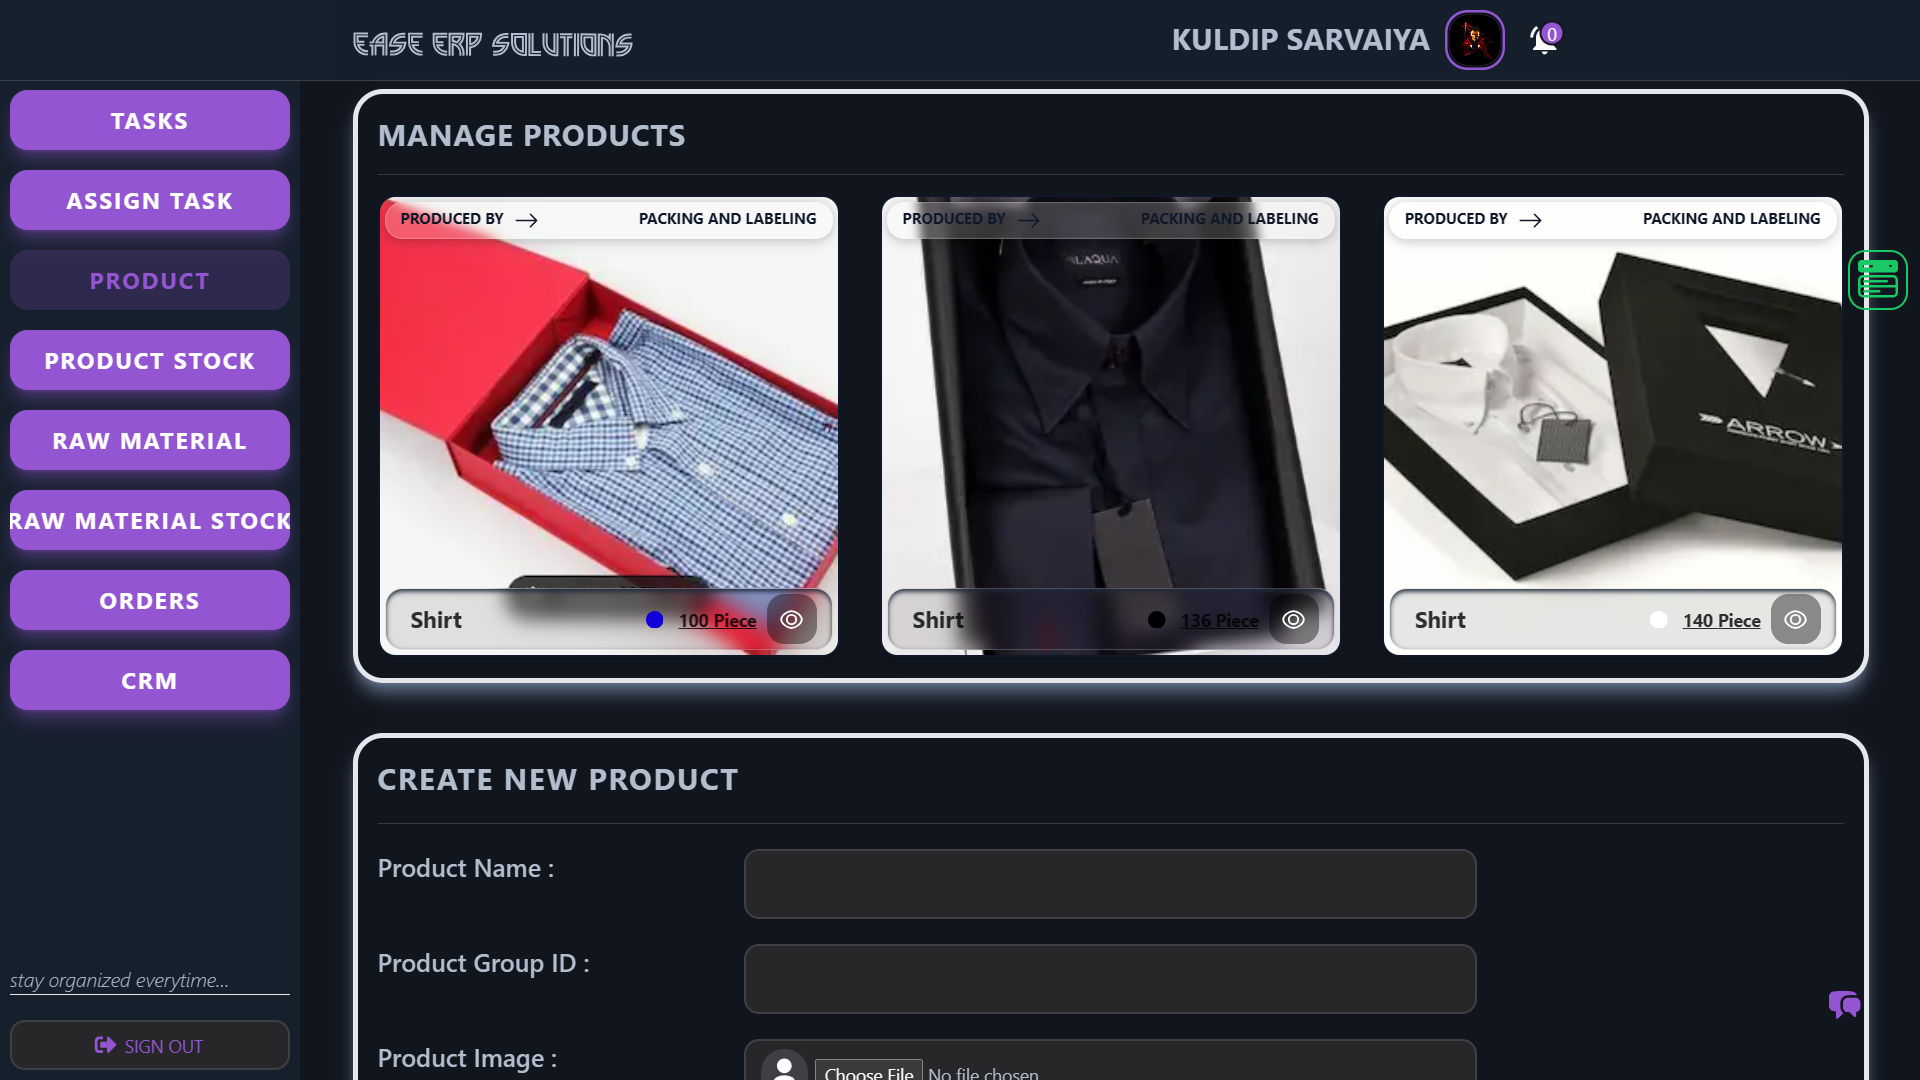 EASE ERP SOLUTIONS
KULDIP SARVAIYA
0
TASKS
ASSIGN TASK
PRODUCT
PRODUCT STOCK
RAW MATERIAL
RAW MATERIAL STOCK
ORDERS
CRM
stay organized everytime...
SIGN OUT
MANAGE PRODUCTS
PRODUCED BY PACKING AND LABELING
Shirt 100 Piece
PRODUCED BY PACKING AND LABELING
Shirt 136 Piece
PRODUCED BY PACKING AND LABELING
ARROW
Shirt 140 Piece
CREATE NEW PRODUCT
Product Name :
Product Group ID :
Product Image :
Choose File No file chosen